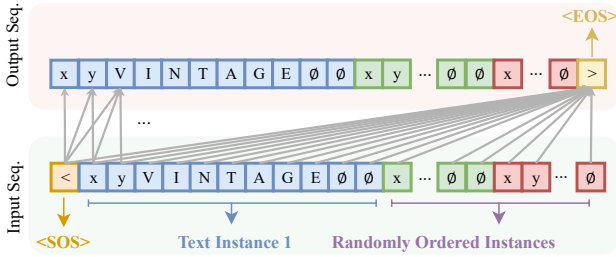 <EOS>
Output Seq.
x y V I N T A G E ∅ ∅ x y ... ∅ ∅ x ... ∅ >
...
Input Seq.
< x y V I N T A G E ∅ ∅ x ... ∅ ∅ x y ... ∅
<SOS> Text Instance 1 Randomly Ordered Instances